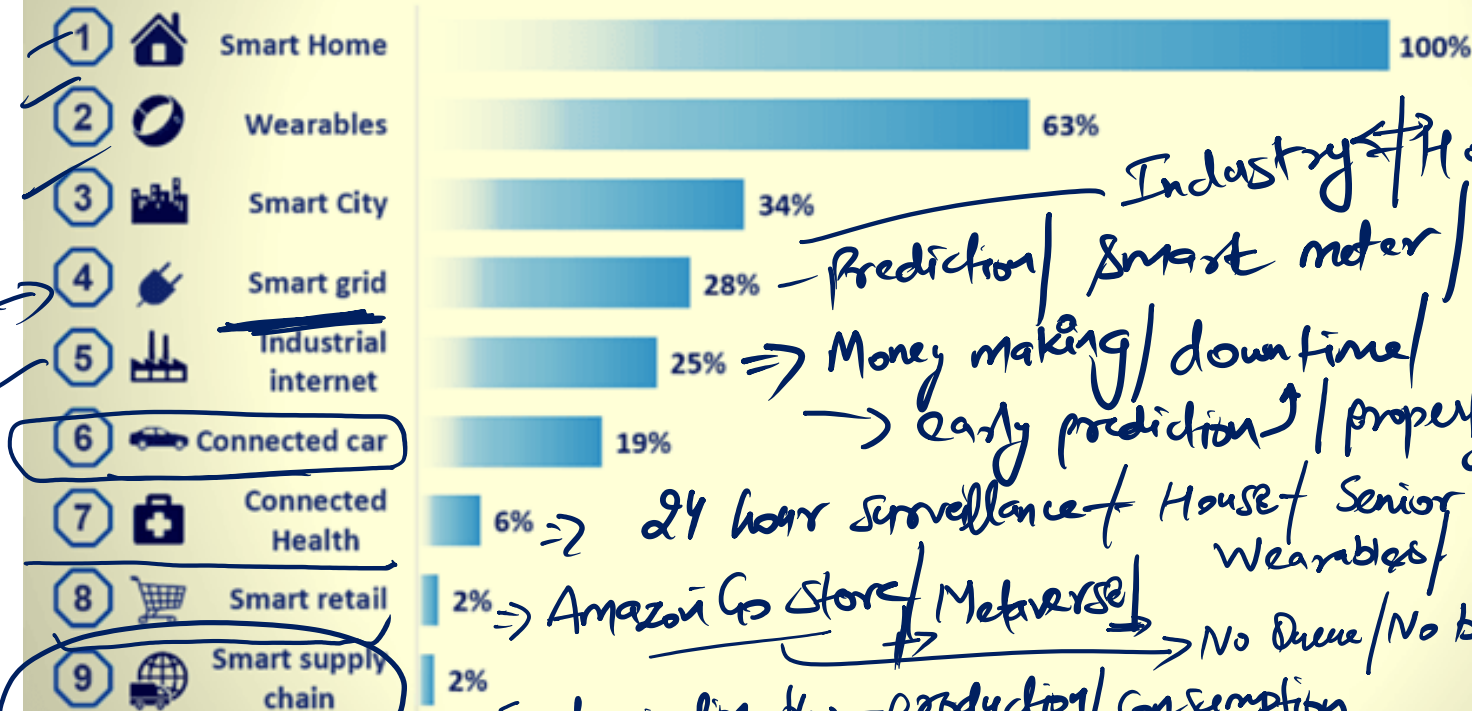 1 Smart Home 100%
2 Wearables 63%
Industry ↔ / H
3 Smart City 34%
4 Smart grid 28% – Prediction / Smart meter /
5 Industrial internet 25% ⇒ Money making / downtime /
→ early prediction / proper
6 Connected car 19%
7 Connected Health 6% ⇒ 24 hour surveillance / House / Senior
Wearables /
8 Smart retail 2% ⇒ Amazon Go store / Metaverse
→ No Queue / No
9 Smart supply chain 2%
production / consumption